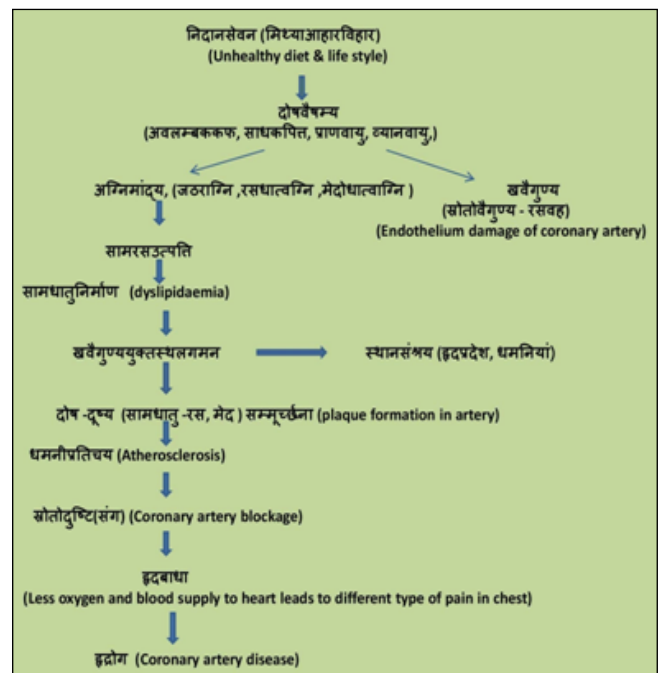 निदानसेवन (मिथ्याआहारविहार)
(Unhealthy diet & life style)
दोषवैषम्य
(अवलम्बककफ, साधकपित्त, प्राणवायु, व्यानवायु,)
अग्निमांद्य, (जठराग्नि ,रसधात्वग्नि ,मेदोधात्वाग्नि )
खवैगुण्य
(स्रोतोवैगुण्य - रसवह)
(Endothelium damage of coronary artery)
सामरसउत्पति
सामधातुनिर्माण (dyslipidaemia)
खवैगुण्ययुक्तस्थलगमन
स्थानसंश्रय (हृदप्रदेश, धमनियां)
दोष -दूष्य (सामधातु -रस, मेद ) सम्मूर्च्छना (plaque formation in artery)
धमनीप्रतिचय (Atherosclerosis)
स्रोतोदुष्टि(संग) (Coronary artery blockage)
हृदबाधा
(Less oxygen and blood supply to heart leads to different type of pain in chest)
हृद्रोग (Coronary artery disease)